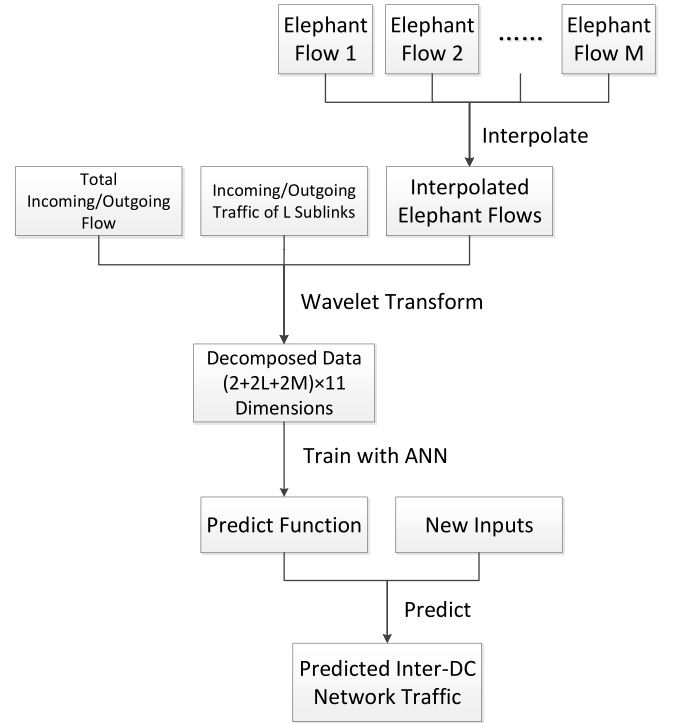 Elephant
Flow 1
Elephant
Flow 2
......
Elephant
Flow M
Interpolate
Total
Incoming/Outgoing
Flow
Incoming/Outgoing
Traffic of L Sublinks
Interpolated
Elephant Flows
Wavelet Transform
Decomposed Data
(2+2L+2M)×11
Dimensions
Train with ANN
Predict Function
New Inputs
Predict
Predicted Inter-DC
Network Traffic